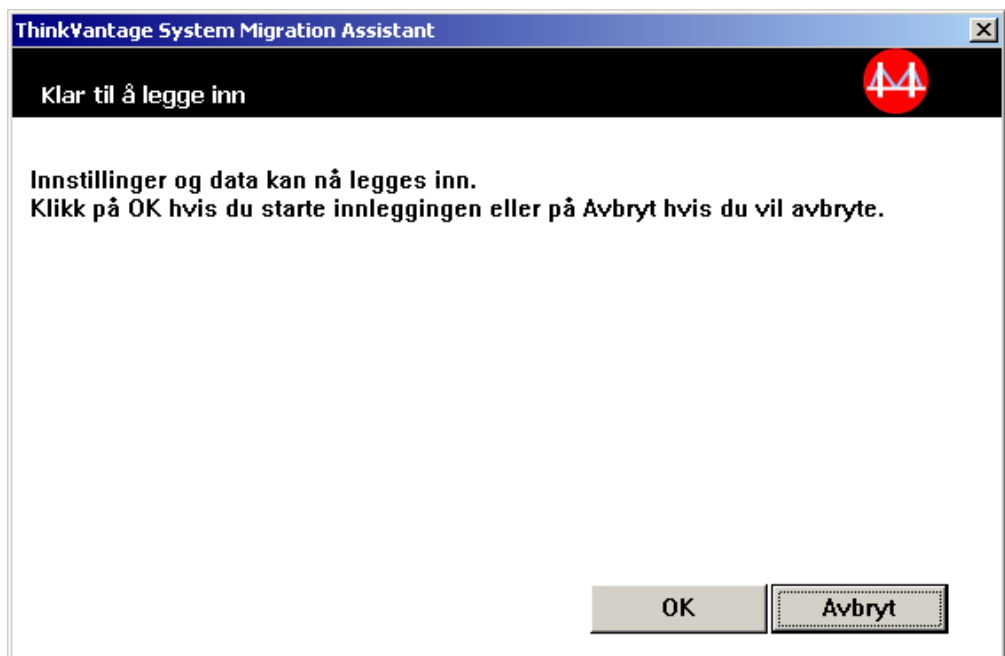 ThinkVantage System Migration Assistant
Klar til å legge inn
Innstillinger og data kan nå legges inn.
Klikk på OK hvis du starte innleggingen eller på Avbryt hvis du vil avbryte.
OK
Avbryt